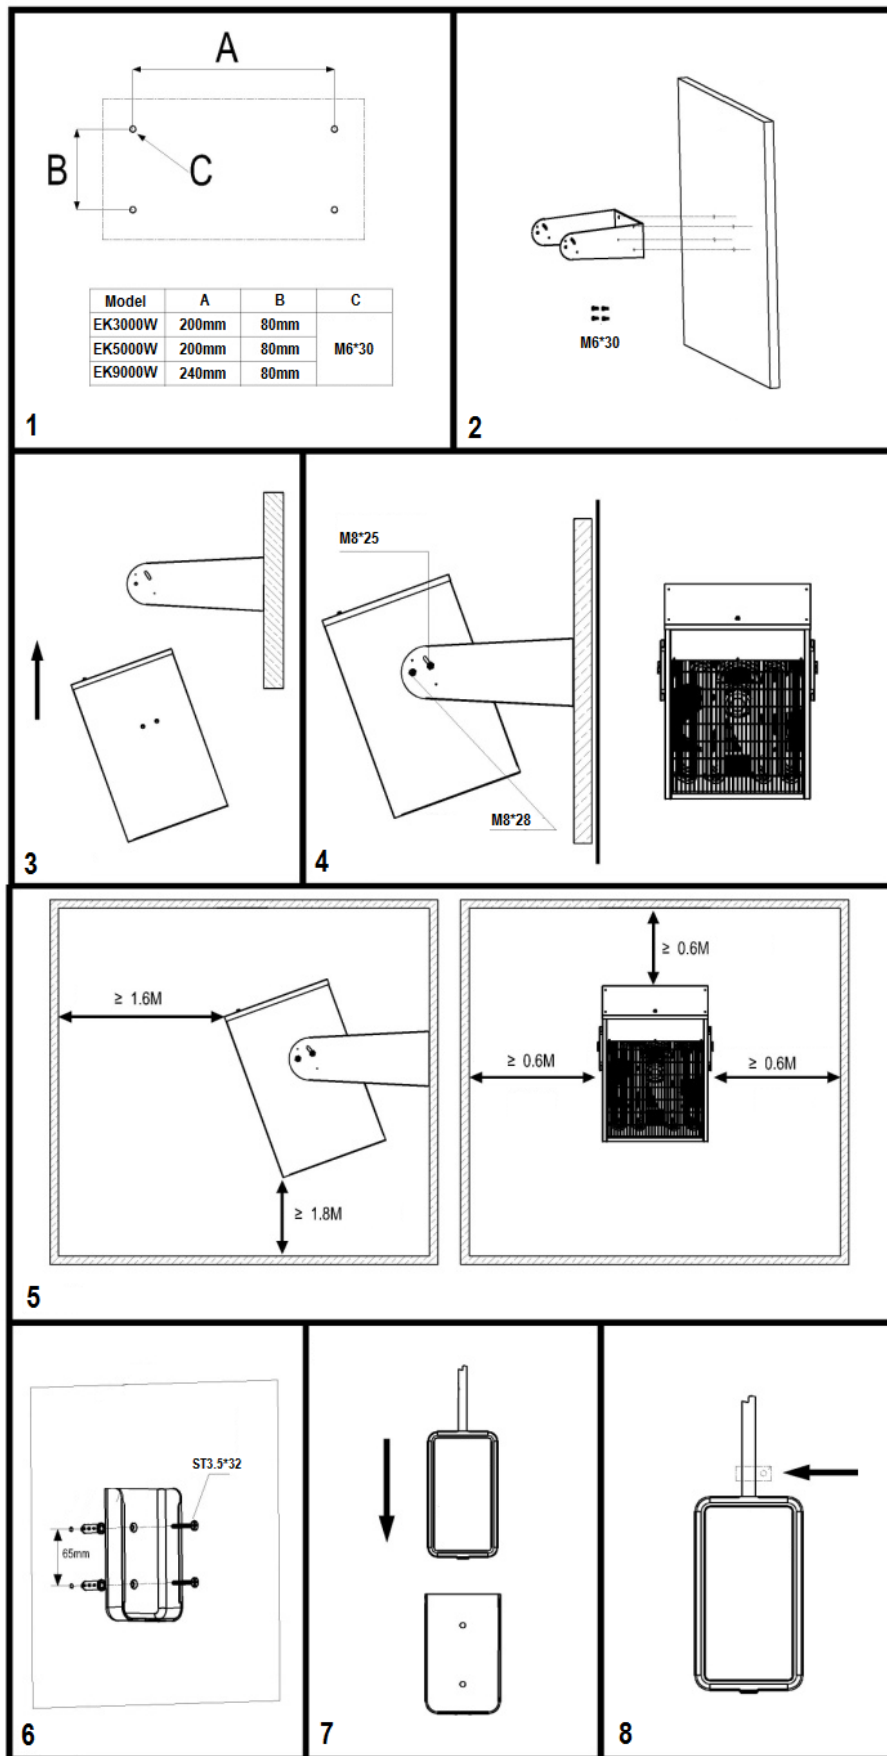 A
B
C
Model A B C
EK3000W 200mm 80mm
EK5000W 200mm 80mm M6*30
EK9000W 240mm 80mm
1
M6*30
2
3
M8*25
M8*28
4
≥ 1.6M
≥ 1.8M
≥ 0.6M
≥ 0.6M
≥ 0.6M
5
ST3.5*32
65mm
6
7
8